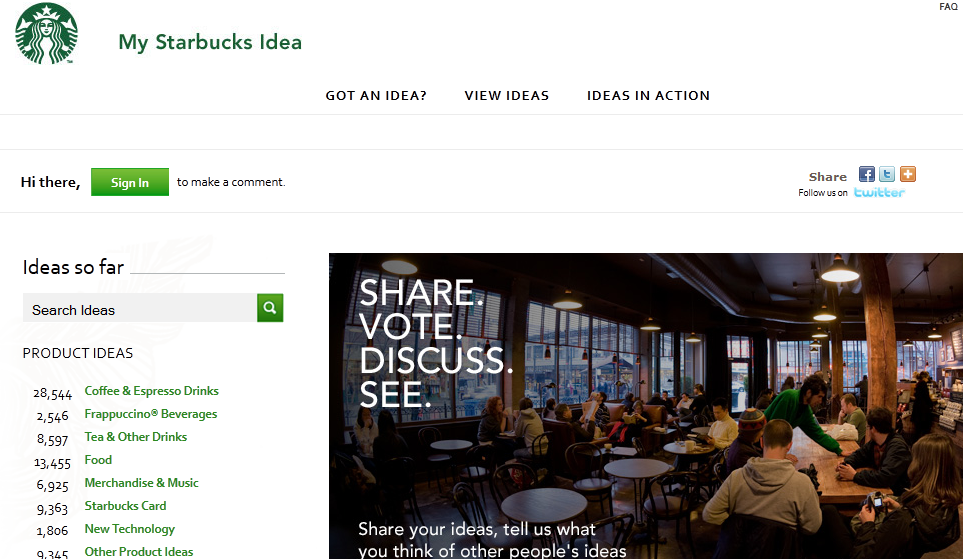 FAQ
My Starbucks Idea
GOT AN IDEA? VIEW IDEAS IDEAS IN ACTION
Hi there, Sign In to make a comment.
Share
Follow us on twitter
Ideas so far
Search Ideas
PRODUCT IDEAS
28,544 Coffee & Espresso Drinks
2,546 Frappuccino® Beverages
8,597 Tea & Other Drinks
13,455 Food
6,925 Merchandise & Music
9,363 Starbucks Card
1,806 New Technology
9,345 Other Product Ideas
SHARE.
VOTE.
DISCUSS.
SEE.
Share your ideas, tell us what
you think of other people's ideas